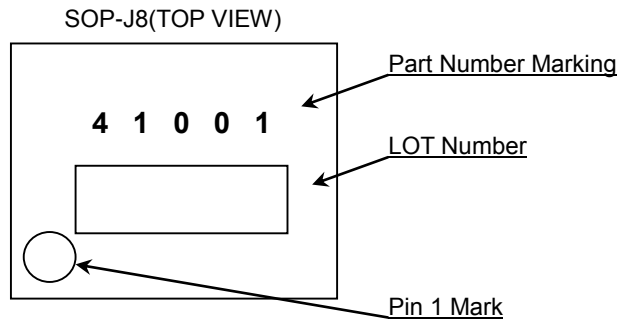 SOP-J8(TOP VIEW)
Part Number Marking
4 1 0 0 1
LOT Number
Pin 1 Mark